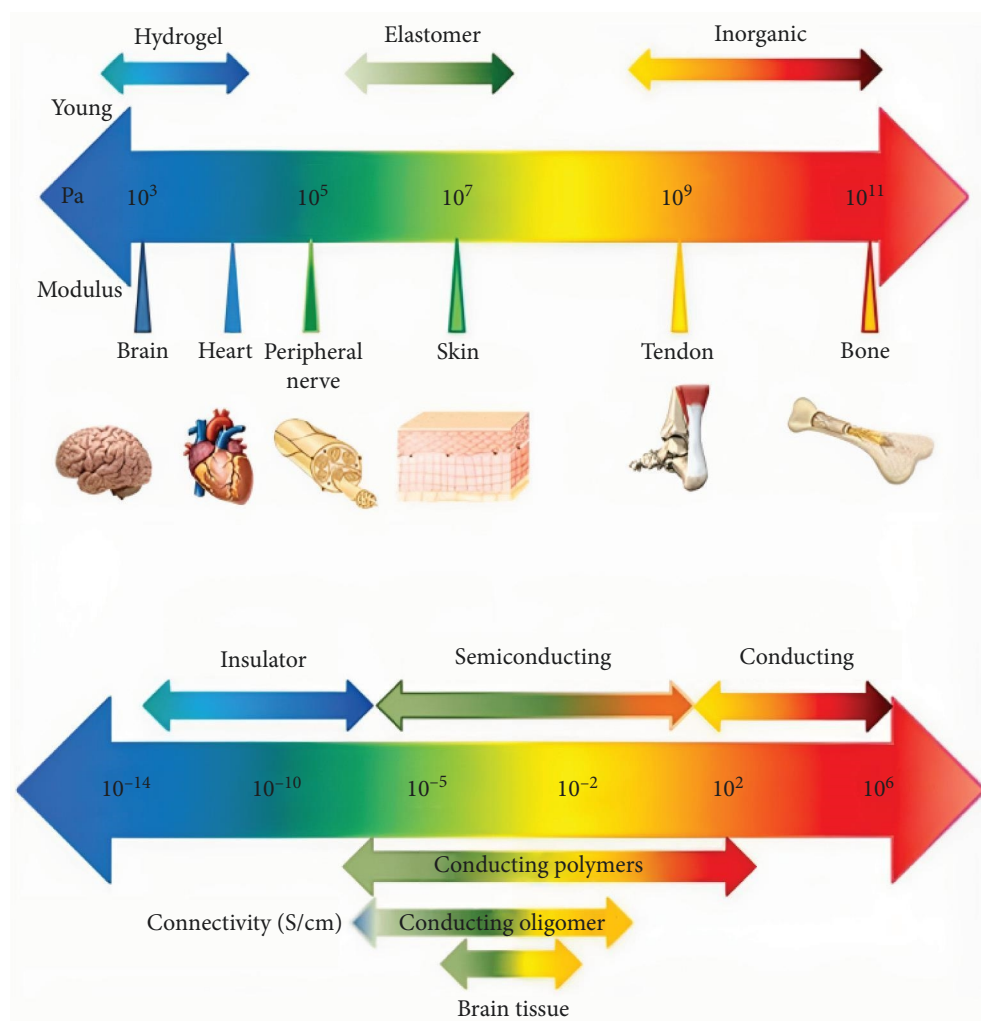 Hydrogel Elastomer Inorganic
Young
Pa 10³ 10⁵ 10⁷ 10⁹ 10¹¹
Modulus
Brain Heart Peripheral nerve Skin Tendon Bone
Insulator Semiconducting Conducting
10⁻¹⁴ 10⁻¹⁰ 10⁻⁵ 10⁻² 10² 10⁶
Conducting polymers
Connectivity (S/cm) Conducting oligomer
Brain tissue